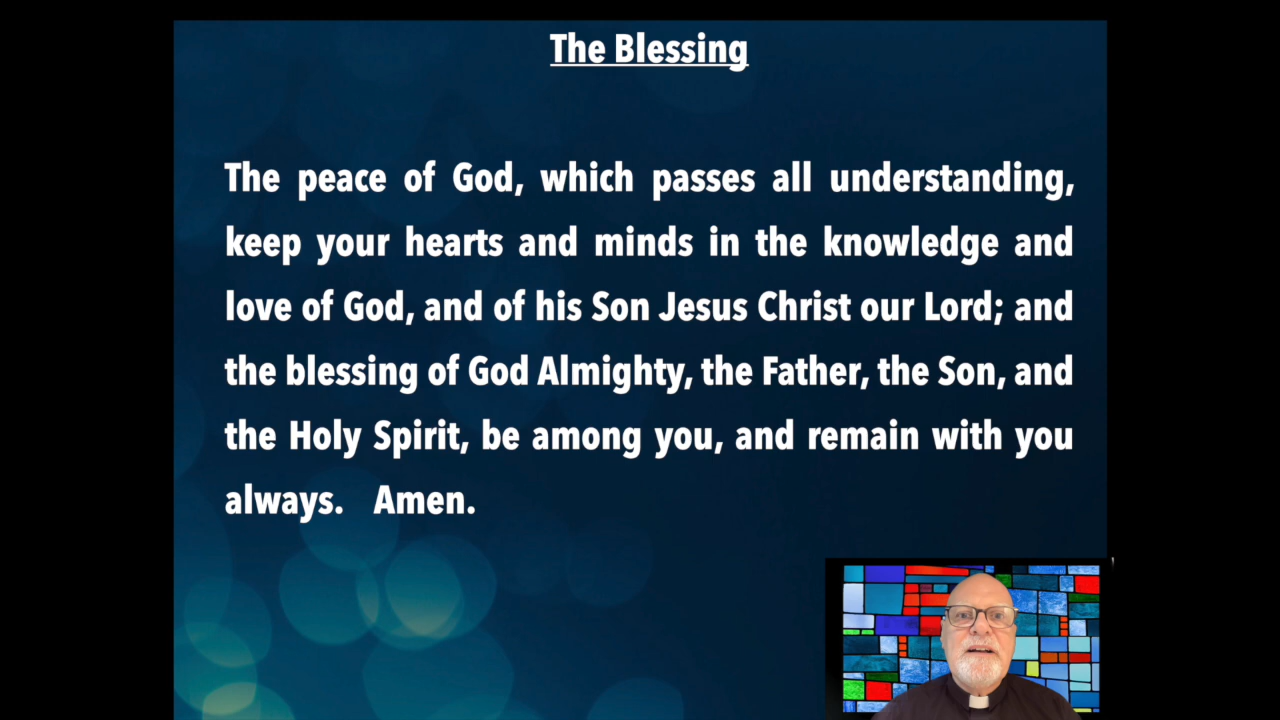 The Blessing
The peace of God, which passes all understanding,
keep your hearts and minds in the knowledge and
love of God, and of his Son Jesus Christ our Lord; and
the blessing of God Almighty, the Father, the Son, and
the Holy Spirit, be among you, and remain with you
always. Amen.